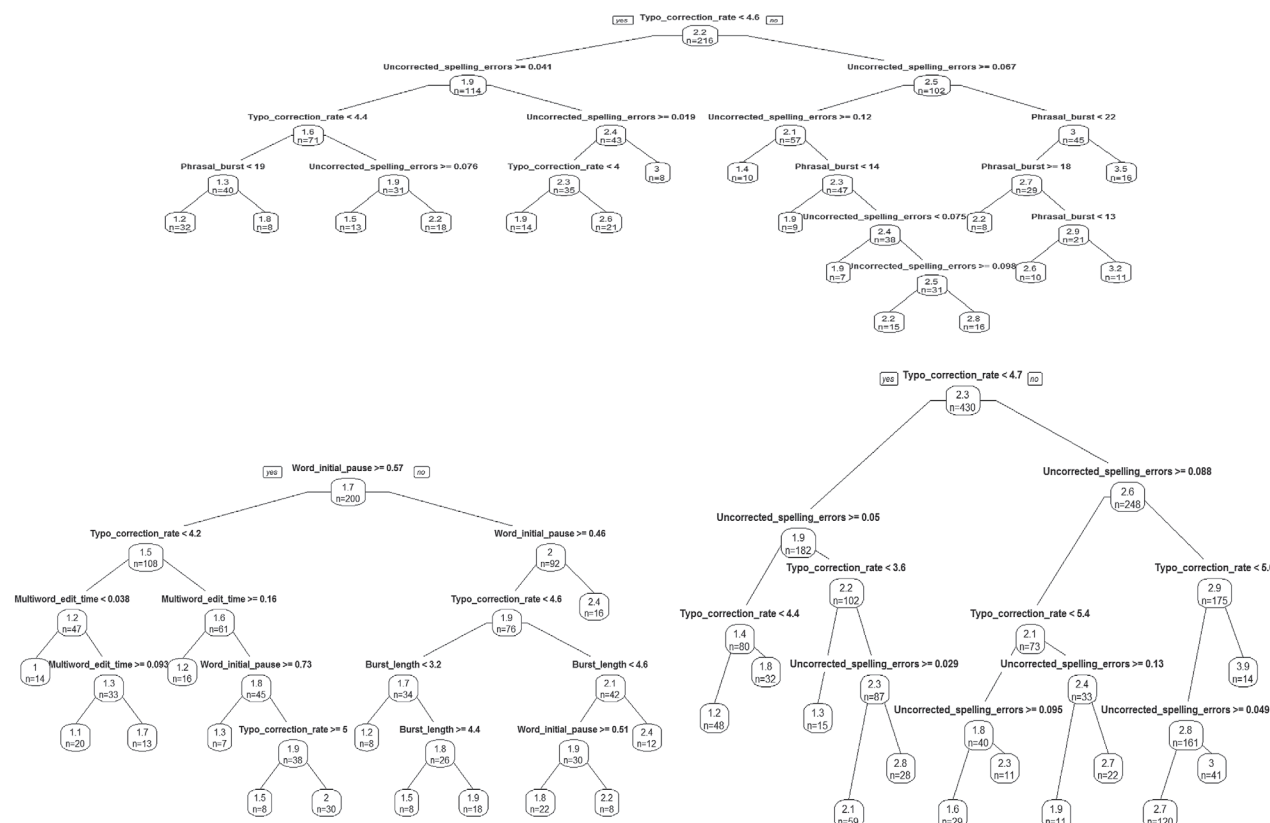 yes Typo_correction_rate < 4.6 no
2.2
n=216
Uncorrected_spelling_errors >= 0.041 Uncorrected_spelling_errors >= 0.067
1.9 2.5
n=114 n=102
Typo_correction_rate < 4.4 Uncorrected_spelling_errors >= 0.019 Uncorrected_spelling_errors >= 0.12 Phrasal_burst < 22
1.6 2.4 2.1 3
n=71 n=43 n=57 n=45
Phrasal_burst < 19 Uncorrected_spelling_errors >= 0.076 Typo_correction_rate < 4 Phrasal_burst < 14 Phrasal_burst >= 18
1.3 1.9 2.3 3 1.4 2.3 2.7 3.5
n=40 n=31 n=35 n=8 n=10 n=47 n=29 n=16
1.2 1.8 1.5 2.2 1.9 2.6 1.9 Uncorrected_spelling_errors < 0.075 2.2 Phrasal_burst < 13
n=32 n=8 n=13 n=18 n=14 n=21 n=9 2.4 n=8 2.9
n=38 n=21
1.9 Uncorrected_spelling_errors >= 0.098 2.6 3.2
n=7 2.5 n=10 n=11
n=31
2.2 2.8
n=15 n=16
yes Typo_correction_rate < 4.7 no
2.3
n=430
Uncorrected_spelling_errors >= 0.088
2.6
n=248
Uncorrected_spelling_errors >= 0.05
1.9
n=182
Typo_correction_rate < 3.6 Typo_correction_rate < 5.
2.2 2.9
n=102 n=175
Typo_correction_rate < 4.4 Typo_correction_rate < 5.4
1.4 2.1
n=80 n=73
1.8 Uncorrected_spelling_errors >= 0.029 Uncorrected_spelling_errors >= 0.13 3.9
n=32 2.3 2.4 n=14
n=87 n=33
1.2 1.3 Uncorrected_spelling_errors >= 0.095 Uncorrected_spelling_errors >= 0.049
n=48 n=15 1.8 2.8
n=40 n=161
2.8 2.3 2.7 3
n=28 n=11 n=22 n=41
2.1 1.6 1.9 2.7
n=59 n=29 n=11 n=120
yes Word_initial_pause >= 0.57 no
1.7
n=200
Typo_correction_rate < 4.2 Word_initial_pause >= 0.46
1.5 2
n=108 n=92
Multiword_edit_time < 0.038 Multiword_edit_time >= 0.16 Typo_correction_rate < 4.6 2.4
1.2 1.6 1.9 n=16
n=47 n=61 n=76
1 Multiword_edit_time >= 0.093 1.2 Word_initial_pause >= 0.73 Burst_length < 3.2 Burst_length < 4.6
n=14 1.3 n=16 1.8 1.7 2.1
n=33 n=45 n=34 n=42
1.1 1.7 1.3 Typo_correction_rate >= 5 1.2 Burst_length >= 4.4 Word_initial_pause >= 0.51 2.4
n=20 n=13 n=7 1.9 n=8 1.8 1.9 n=12
n=38 n=26 n=30
1.5 2 1.5 1.9 1.8 2.2
n=8 n=30 n=8 n=18 n=22 n=8